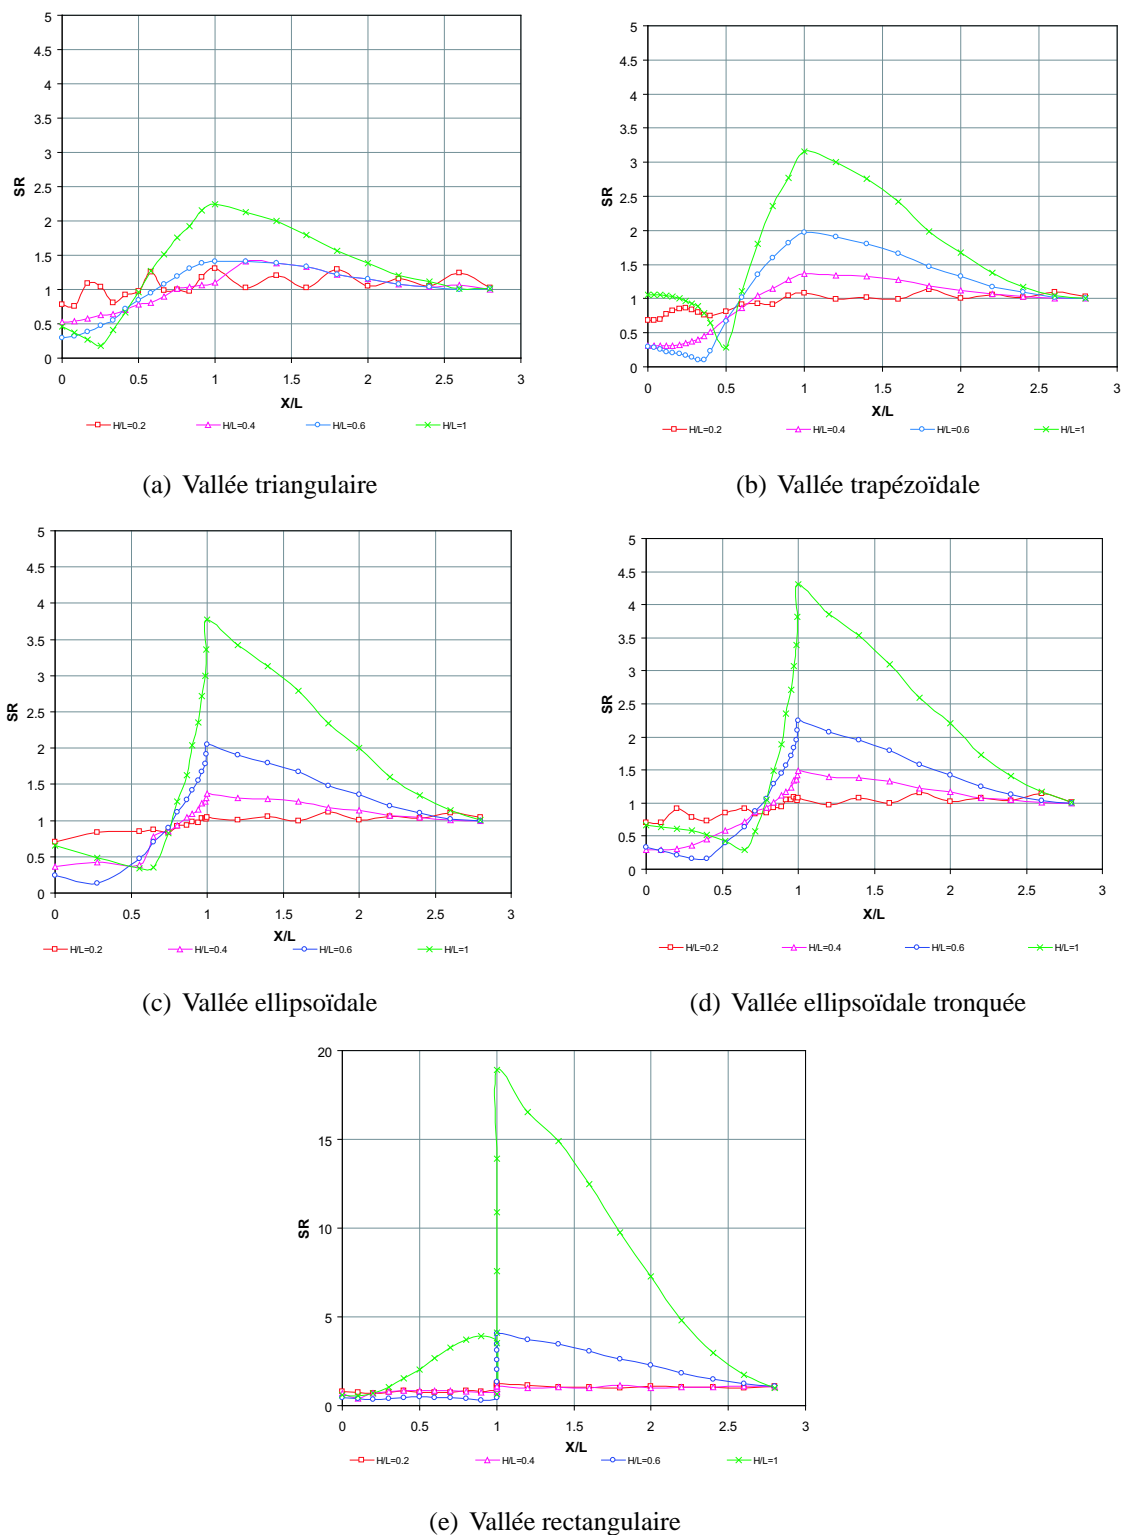 5
4.5
4
3.5
3
2.5
2
1.5
1
0.5
0
SR
0 0.5 1 1.5 2 2.5 3
X/L
H/L=0.2 H/L=0.4 H/L=0.6 H/L=1
(a) Vallée triangulaire
5
4.5
4
3.5
3
2.5
2
1.5
1
0.5
0
SR
0 0.5 1 1.5 2 2.5 3
X/L
H/L=0.2 H/L=0.4 H/L=0.6 H/L=1
(b) Vallée trapézoïdale
5
4.5
4
3.5
3
2.5
2
1.5
1
0.5
0
SR
0 0.5 1 1.5 2 2.5 3
X/L
H/L=0.2 H/L=0.4 H/L=0.6 H/L=1
(c) Vallée ellipsoïdale
5
4.5
4
3.5
3
2.5
2
1.5
1
0.5
0
SR
0 0.5 1 1.5 2 2.5 3
X/L
H/L=0.2 H/L=0.4 H/L=0.6 H/L=1
(d) Vallée ellipsoïdale tronquée
20
15
10
5
0
SR
0 0.5 1 1.5 2 2.5 3
X/L
H/L=0.2 H/L=0.4 H/L=0.6 H/L=1
(e) Vallée rectangulaire